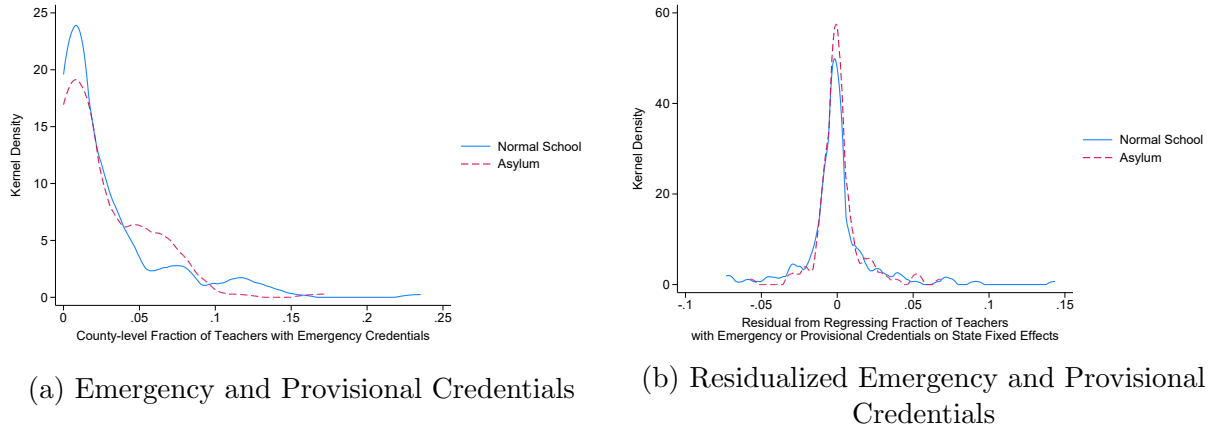 25
20
15
10
5
0
Kernel Density
0
.05
.1
.15
.2
.25
County-level Fraction of Teachers with Emergency Credentials
Normal School
Asylum
(a) Emergency and Provisional Credentials
60
40
20
0
Kernel Density
-.1
-.05
0
.05
.1
.15
Residual from Regressing Fraction of Teachers
with Emergency or Provisional Credentials on State Fixed Effects
Normal School
Asylum
(b) Residualized Emergency and Provisional
Credentials